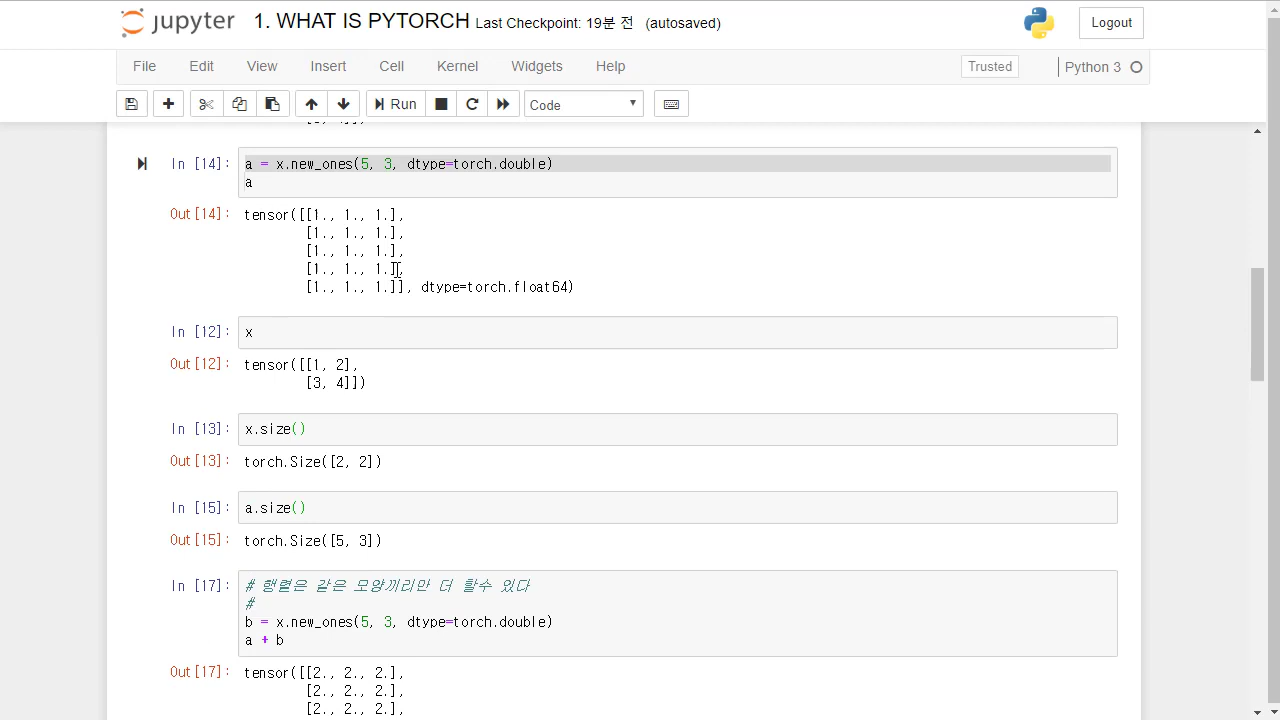 jupyter 1. WHAT IS PYTORCH Last Checkpoint: 19분 전 (autosaved) Logout
File Edit View Insert Cell Kernel Widgets Help Trusted Python 3
Run Code
In [14]: a = x.new_ones(5, 3, dtype=torch.double)
a
Out[14]: tensor([[1., 1., 1.],
[1., 1., 1.],
[1., 1., 1.],
[1., 1., 1.],
[1., 1., 1.]], dtype=torch.float64)
In [12]: x
Out[12]: tensor([[1, 2],
[3, 4]])
In [13]: x.size()
Out[13]: torch.Size([2, 2])
In [15]: a.size()
Out[15]: torch.Size([5, 3])
In [17]: # 행렬은 같은 모양끼리만 더 할수 있다
#
b = x.new_ones(5, 3, dtype=torch.double)
a + b
Out[17]: tensor([[2., 2., 2.],
[2., 2., 2.],
[2., 2., 2.],